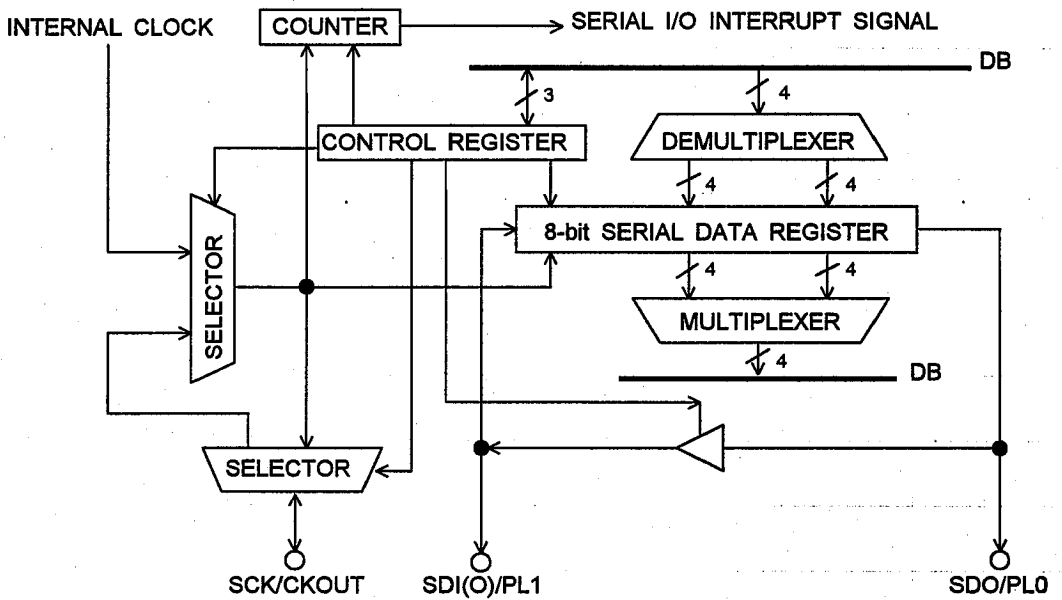 INTERNAL CLOCK
COUNTER
SERIAL I/O INTERRUPT SIGNAL
DB
3
4
CONTROL REGISTER
DEMULTIPLEXER
4
4
SELECTOR
8-bit SERIAL DATA REGISTER
4
4
MULTIPLEXER
4
DB
SELECTOR
SCK/CKOUT
SDI(O)/PL1
SDO/PL0